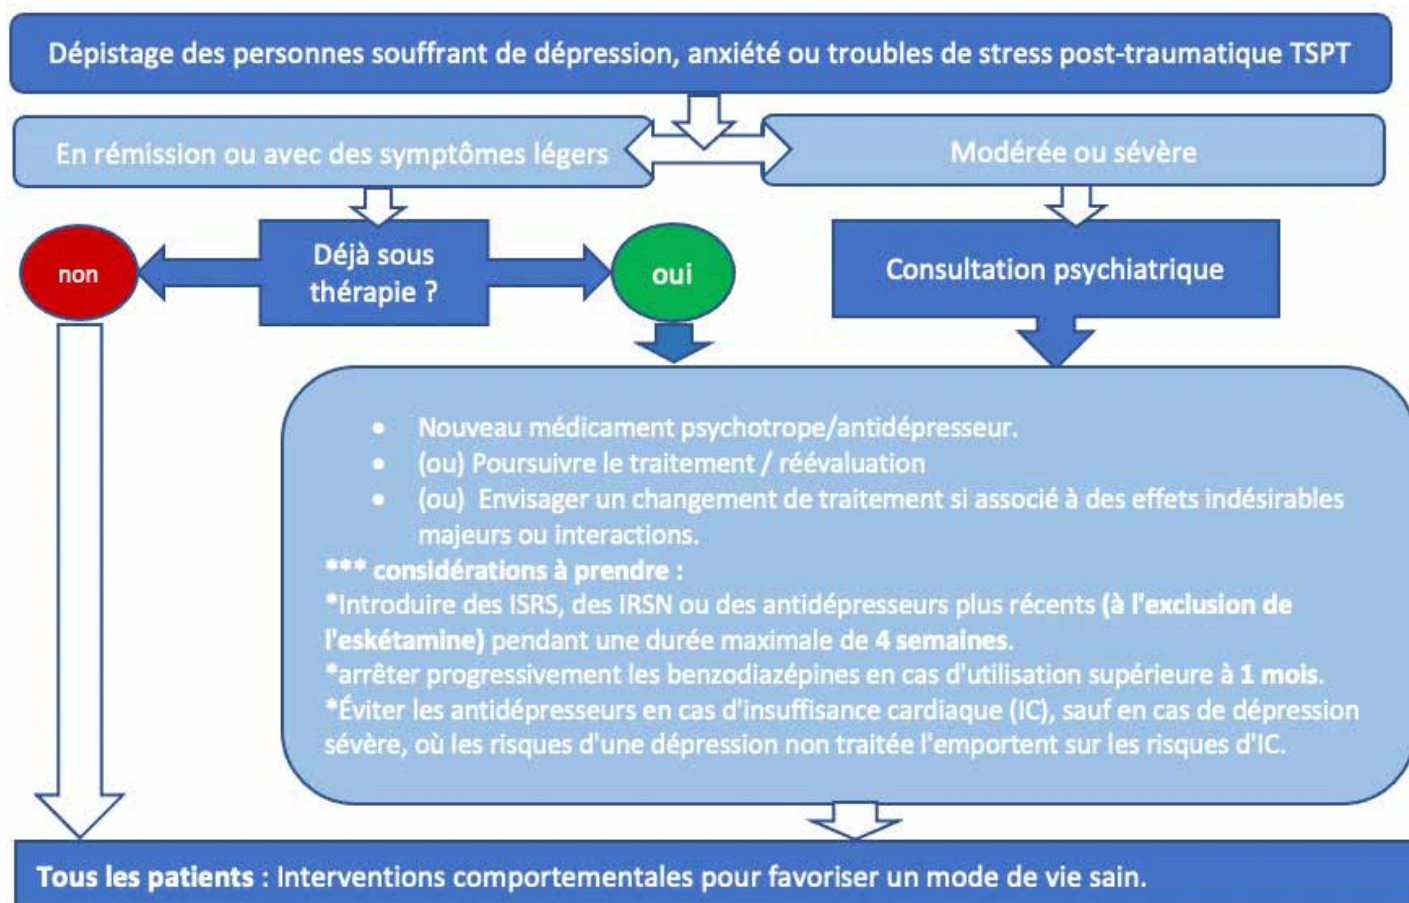 Dépistage des personnes souffrant de dépression, anxiété ou troubles de stress post-traumatique TSPT
En rémission ou avec des symptômes légers
Modérée ou sévère
non
Déjà sous
thérapie ?
oui
Consultation psychiatrique
• Nouveau médicament psychotrope/antidépresseur.
• (ou) Poursuivre le traitement / réévaluation
• (ou) Envisager un changement de traitement si associé à des effets indésirables
majeurs ou interactions.
*** considérations à prendre :
*Introduire des ISRS, des IRSN ou des antidépresseurs plus récents (à l'exclusion de
l'eskétamine) pendant une durée maximale de 4 semaines.
*arrêter progressivement les benzodiazépines en cas d'utilisation supérieure à 1 mois.
*Éviter les antidépresseurs en cas d'insuffisance cardiaque (IC), sauf en cas de dépression
sévère, où les risques d'une dépression non traitée l'emportent sur les risques d'IC.
Tous les patients : Interventions comportementales pour favoriser un mode de vie sain.